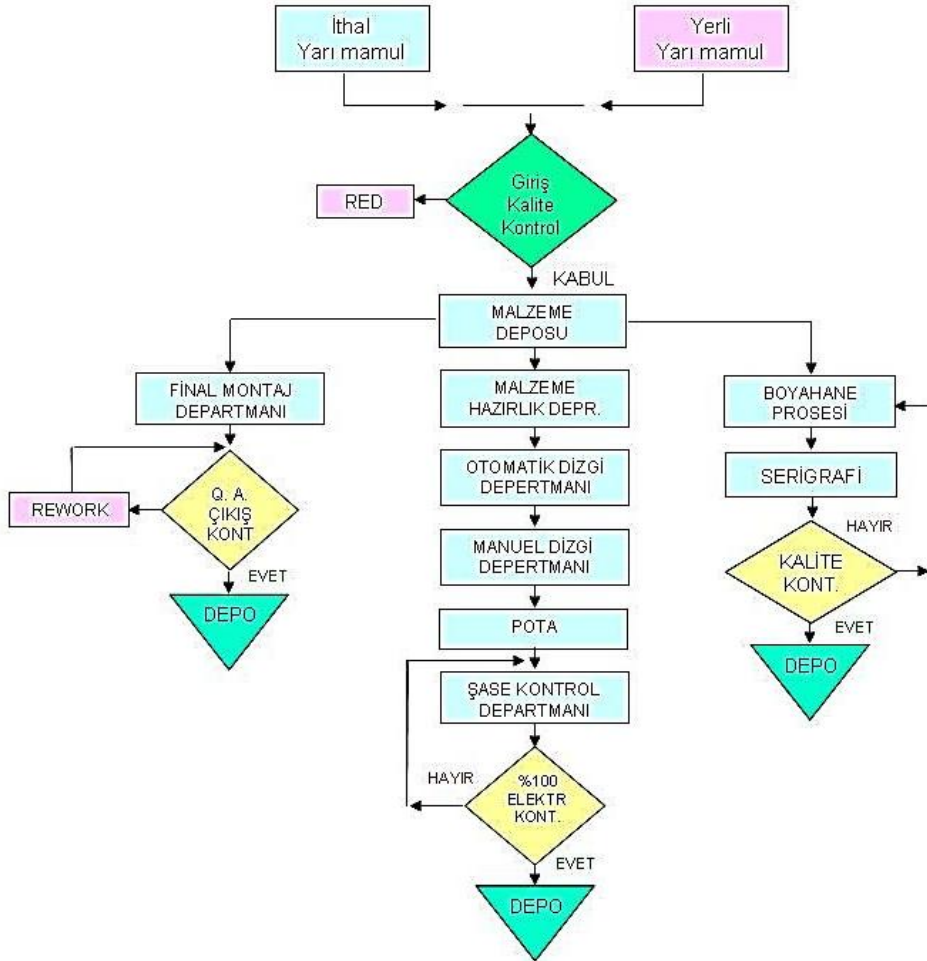 İthal
Yarı mamul
Yerli
Yarı mamul
Giriş
Kalite
Kontrol
RED
KABUL
MALZEME
DEPOSU
FİNAL MONTAJ
DEPARTMANI
Q. A.
ÇIKIŞ
KONT
REWORK
EVET
DEPO
MALZEME
HAZIRLIK DEPR.
OTOMATİK DİZGİ
DEPERTMANI
MANUEL DİZGİ
DEPERTMANI
POTA
ŞASE KONTROL
DEPARTMANI
HAYIR
%100
ELEKTR
KONT.
EVET
DEPO
BOYAHANE
PROSESİ
SERİGRAFİ
HAYIR
KALİTE
KONT.
EVET
DEPO